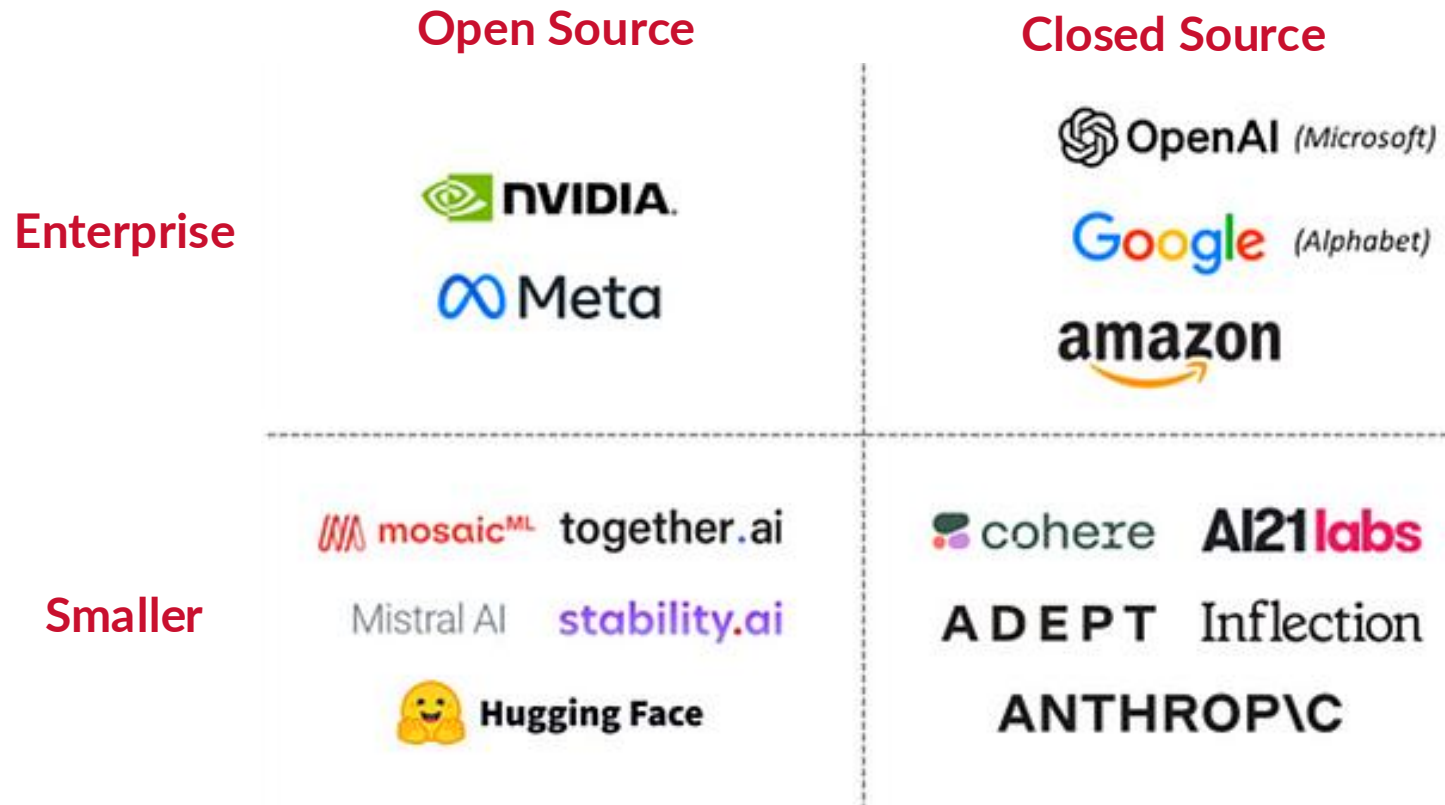 Open Source
Closed Source
Enterprise
NVIDIA.
Meta
OpenAI (Microsoft)
Google (Alphabet)
amazon
Smaller
mosaicML together.ai
Mistral AI stability.ai
Hugging Face
cohere AI21labs
ADEPT Inflection
ANTHROP\C